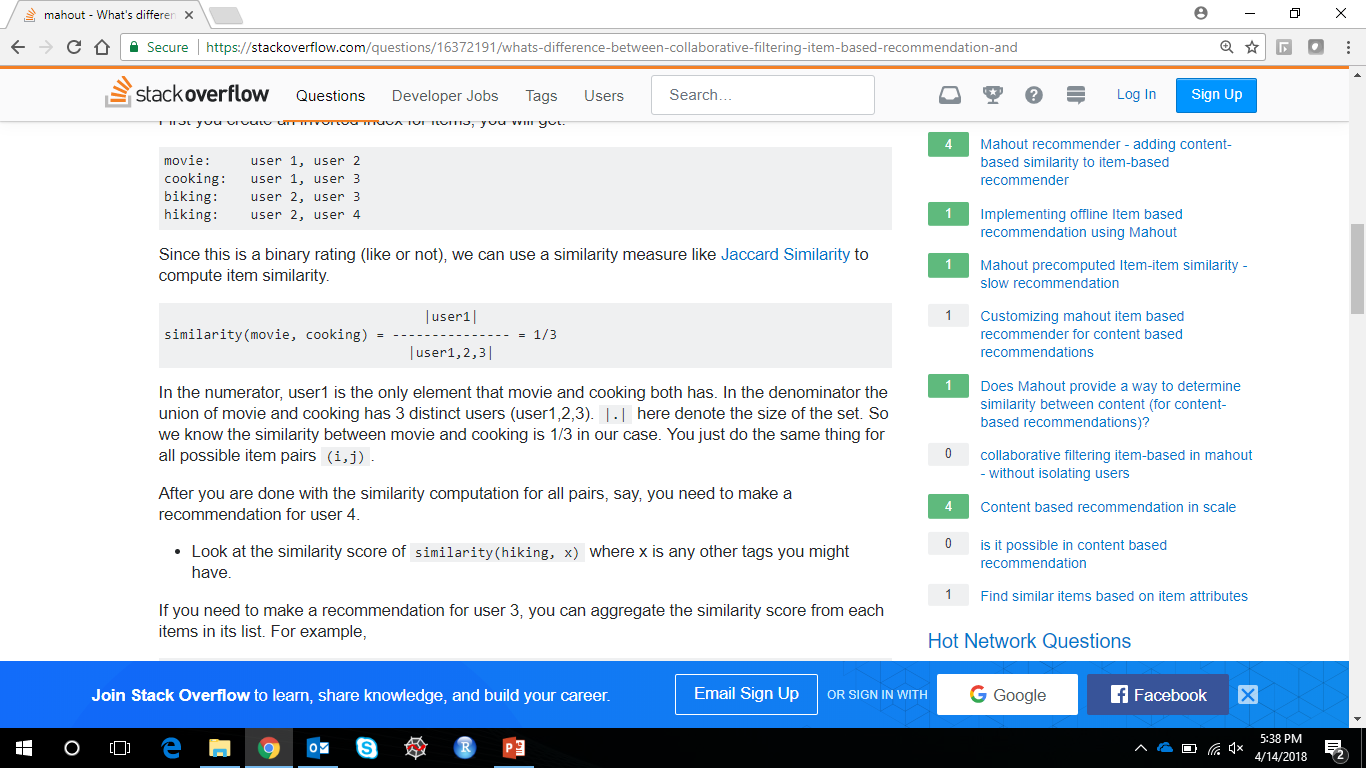 mahout - What's differen
Secure
https://stackoverflow.com/questions/16372191/whats-difference-between-collaborative-filtering-item-based-recommendation-and
stackoverflow
Questions
Developer Jobs
Tags
Users
Search...
Log In
Sign Up
First you create an inverted index for items, you will get:
movie: user 1, user 2
cooking: user 1, user 3
biking: user 2, user 3
hiking: user 2, user 4
Since this is a binary rating (like or not), we can use a similarity measure like Jaccard Similarity to
compute item similarity.
|user1|
similarity(movie, cooking) = --------------- = 1/3
|user1,2,3|
In the numerator, user1 is the only element that movie and cooking both has. In the denominator the
union of movie and cooking has 3 distinct users (user1,2,3). |.| here denote the size of the set. So
we know the similarity between movie and cooking is 1/3 in our case. You just do the same thing for
all possible item pairs (i,j) .
After you are done with the similarity computation for all pairs, say, you need to make a
recommendation for user 4.
• Look at the similarity score of similarity(hiking, x) where x is any other tags you might
have.
If you need to make a recommendation for user 3, you can aggregate the similarity score from each
items in its list. For example,
4 Mahout recommender - adding content-
based similarity to item-based
recommender
1 Implementing offline Item based
recommendation using Mahout
1 Mahout precomputed Item-item similarity -
slow recommendation
1 Customizing mahout item based
recommender for content based
recommendations
1 Does Mahout provide a way to determine
similarity between content (for content-
based recommendations)?
0 collaborative filtering item-based in mahout
- without isolating users
4 Content based recommendation in scale
0 is it possible in content based
recommendation
1 Find similar items based on item attributes
Hot Network Questions
Join Stack Overflow to learn, share knowledge, and build your career.
Email Sign Up
OR SIGN IN WITH
Google
Facebook
5:38 PM
4/14/2018
2